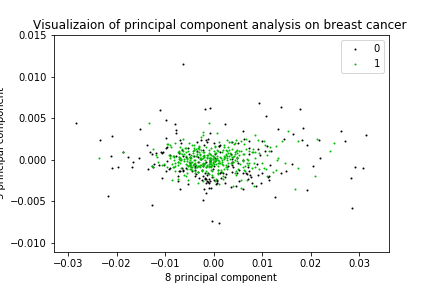 Visualizaion of principal component analysis on breast cancer
0.015
0.010
0.005
0.000
−0.005
−0.010
principal component
0
1
−0.03 −0.02 −0.01 0.00 0.01 0.02 0.03
8 principal component